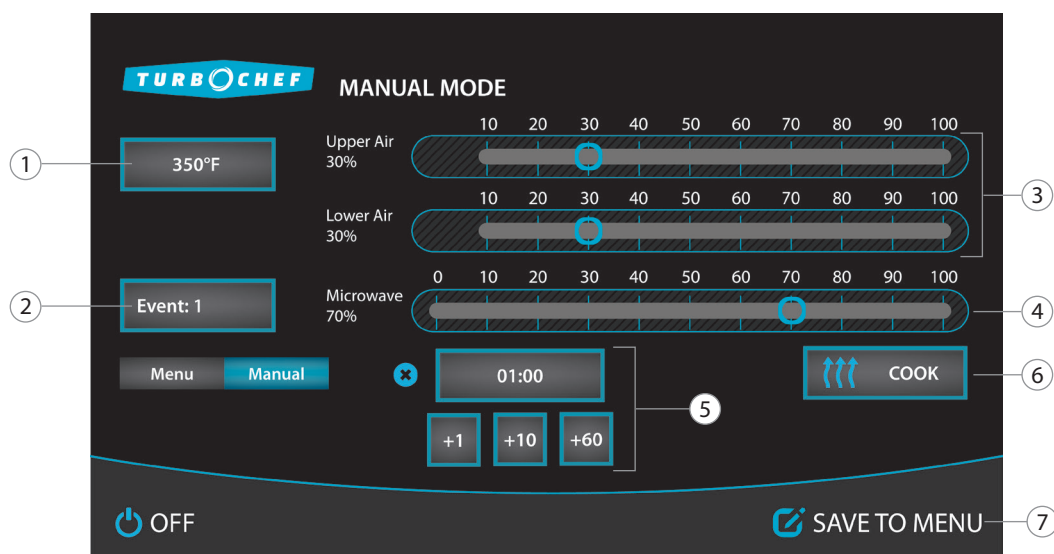 TURBOCHEF
MANUAL MODE
1
350°F
Upper Air
30%
10 20 30 40 50 60 70 80 90 100
Lower Air
30%
10 20 30 40 50 60 70 80 90 100
3
2
Event: 1
Microwave
70%
0 10 20 30 40 50 60 70 80 90 100
4
Menu Manual
01:00
COOK
6
5
+1 +10 +60
OFF
SAVE TO MENU
7